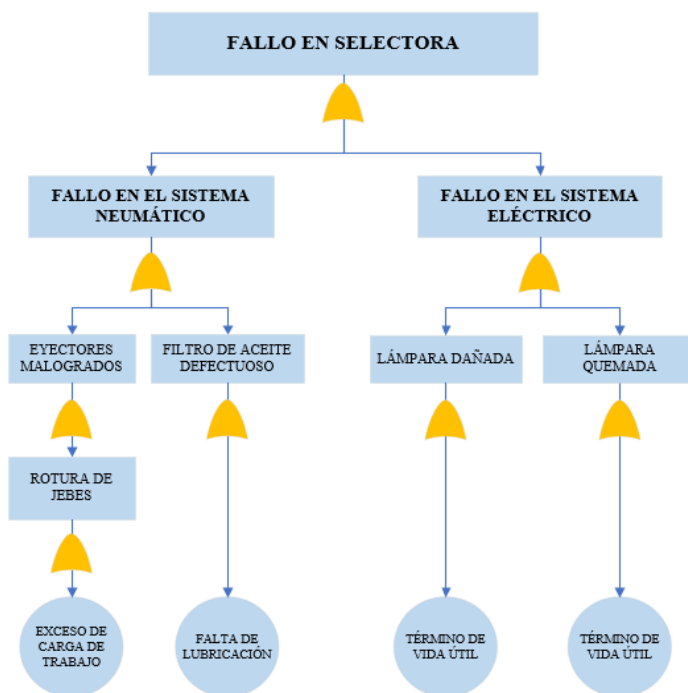 FALLO EN SELECTORA
FALLO EN EL SISTEMA
NEUMÁTICO
FALLO EN EL SISTEMA
ELÉCTRICO
EYECTORES
MALOGRADOS
FILTRO DE ACEITE
DEFECTUOSO
LÁMPARA DAÑADA
LÁMPARA
QUEMADA
ROTURA DE
JEBES
EXCESO DE
CARGA DE
TRABAJO
FALTA DE
LUBRICACIÓN
TÉRMINO DE
VIDA ÚTIL
TÉRMINO DE
VIDA ÚTIL